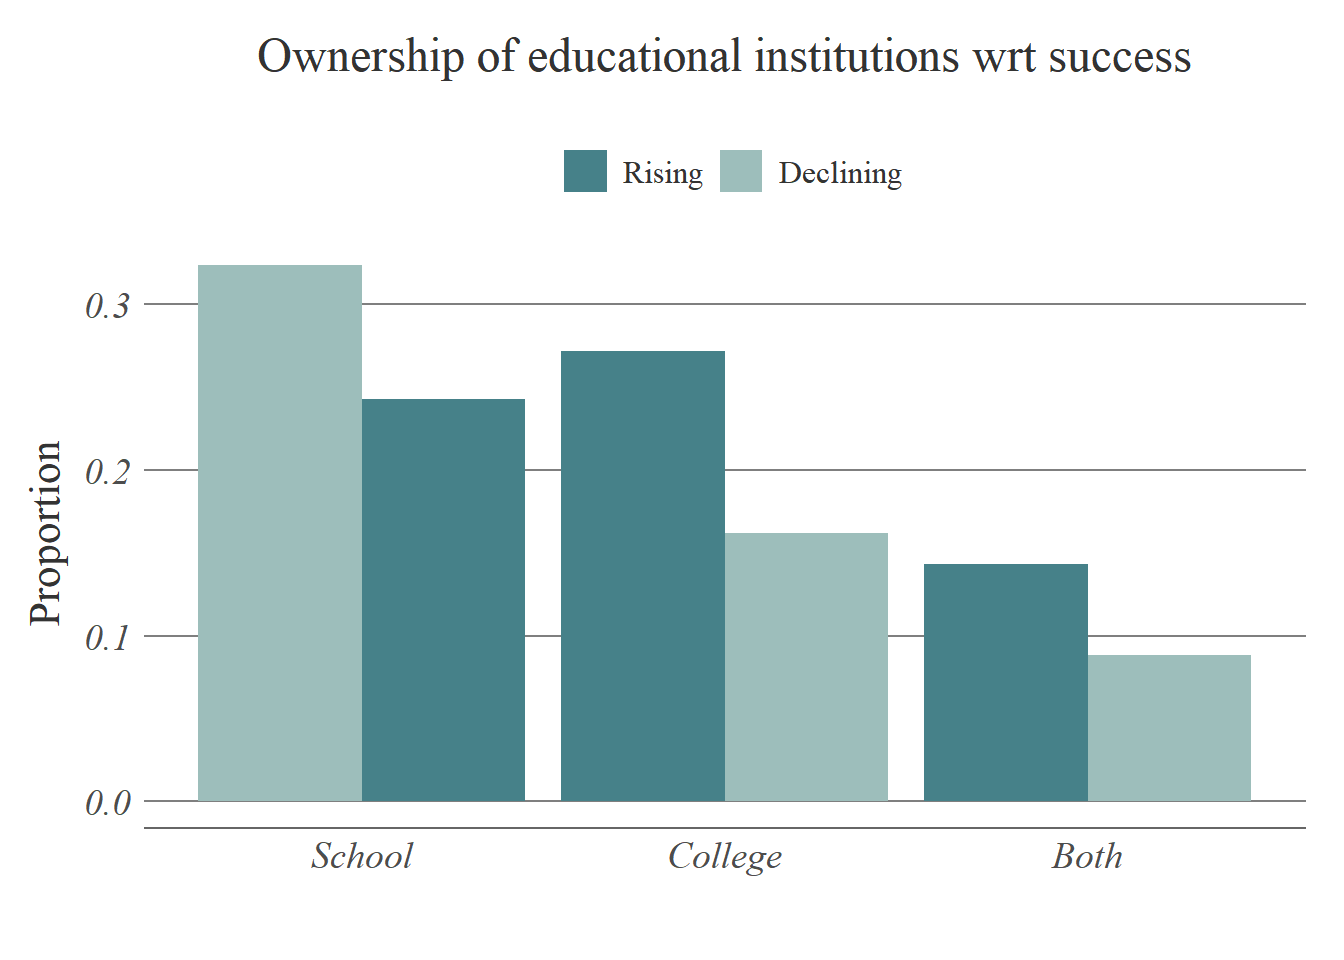 Ownership of educational institutions wrt success
Rising
Declining
0.3
0.2
0.1
0.0
Proportion
School
College
Both